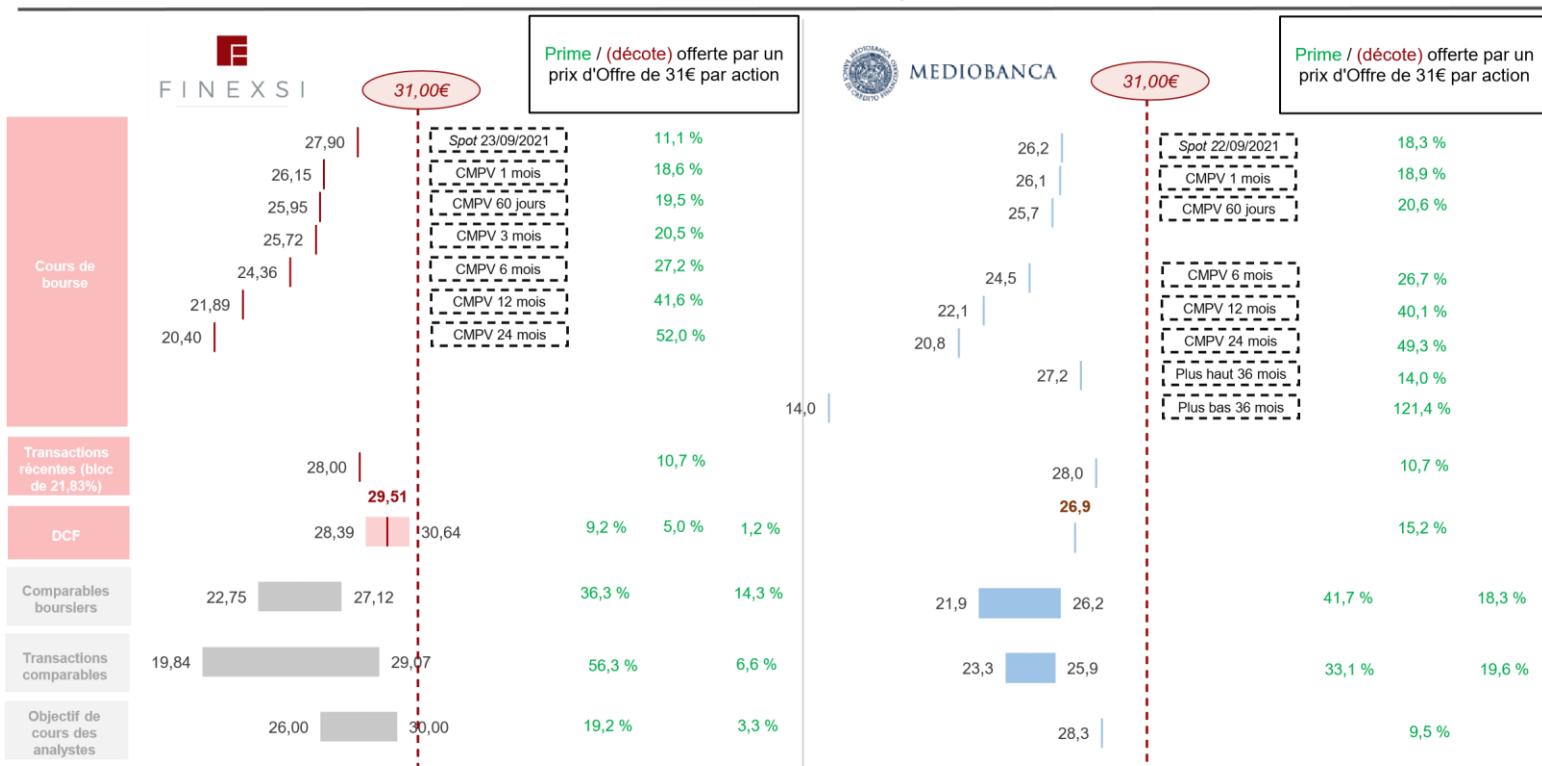 FINEXSI
31,00€
Prime / (décote) offerte par un
prix d'Offre de 31€ par action
MEDIOBANCA
31,00€
Prime / (décote) offerte par un
prix d'Offre de 31€ par action
Cours de
bourse
27,90 Spot 23/09/2021 11,1 %
26,15 CMPV 1 mois 18,6 %
25,95 CMPV 60 jours 19,5 %
25,72 CMPV 3 mois 20,5 %
24,36 CMPV 6 mois 27,2 %
21,89 CMPV 12 mois 41,6 %
20,40 CMPV 24 mois 52,0 %
26,2 Spot 22/09/2021 18,3 %
26,1 CMPV 1 mois 18,9 %
25,7 CMPV 60 jours 20,6 %
24,5 CMPV 6 mois 26,7 %
22,1 CMPV 12 mois 40,1 %
20,8 CMPV 24 mois 49,3 %
27,2 Plus haut 36 mois 14,0 %
14,0 Plus bas 36 mois 121,4 %
Transactions
récentes (bloc
de 21,83%)
28,00 10,7 %
28,0 10,7 %
DCF
29,51
28,39 30,64 9,2 % 5,0 % 1,2 %
26,9
15,2 %
Comparables
boursiers
22,75 27,12 36,3 % 14,3 %
21,9 26,2 41,7 % 18,3 %
Transactions
comparables
19,84 29,07 56,3 % 6,6 %
23,3 25,9 33,1 % 19,6 %
Objectif de
cours des
analystes
26,00 30,00 19,2 % 3,3 %
28,3 9,5 %